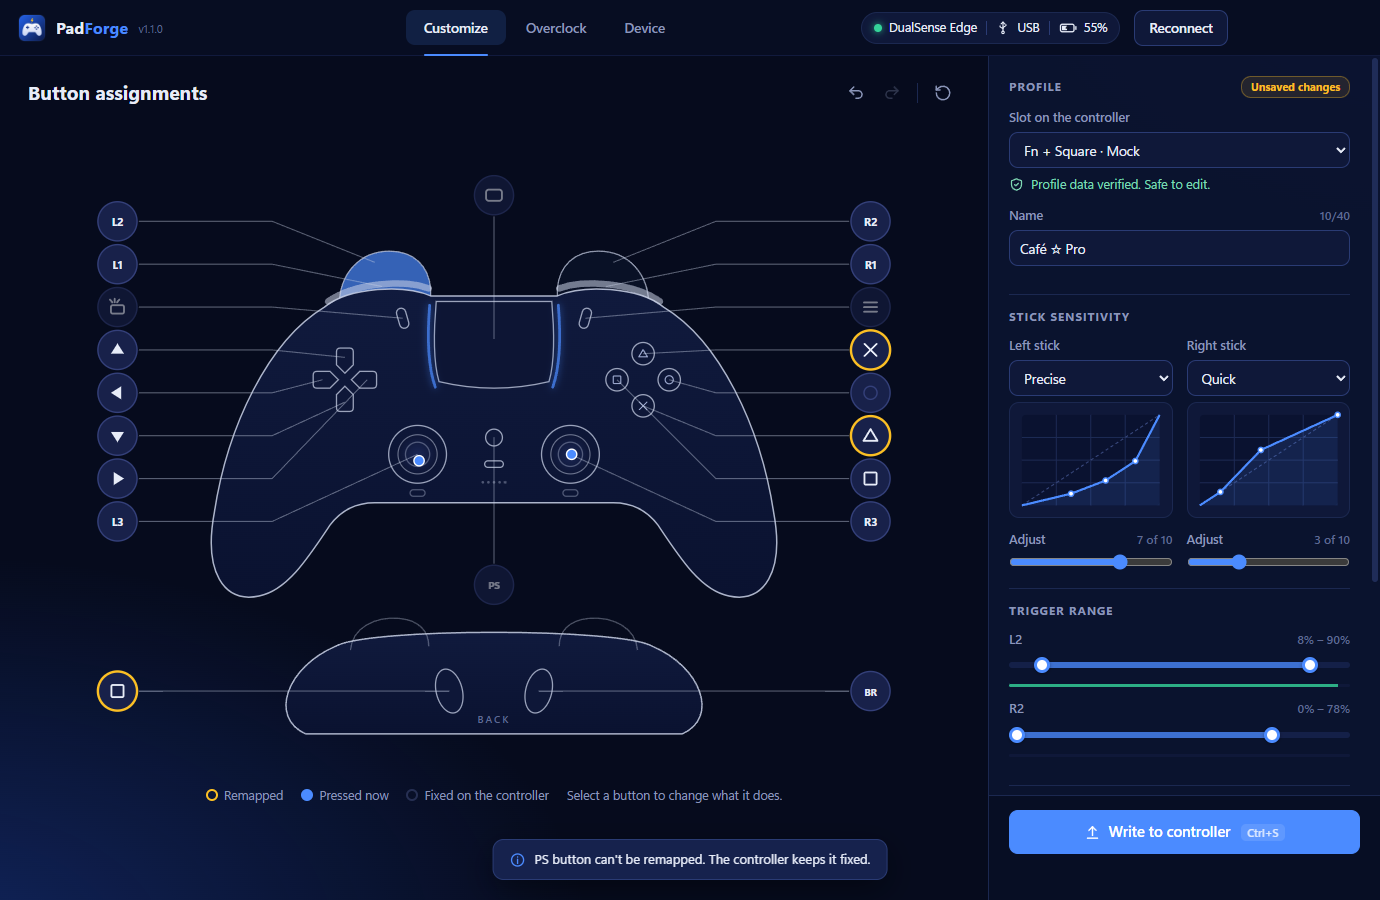 PadForge v1.1.0
Customize
Overclock
Device
DualSense Edge
USB
55%
Reconnect
Button assignments
L2
L1
L3
R2
R1
R3
PS
BR
BACK
Remapped
Pressed now
Fixed on the controller
Select a button to change what it does.
PS button can't be remapped. The controller keeps it fixed.
PROFILE
Unsaved changes
Slot on the controller
Fn + Square · Mock
Profile data verified. Safe to edit.
Name
10/40
Café ☆ Pro
STICK SENSITIVITY
Left stick
Right stick
Precise
Quick
Adjust
7 of 10
Adjust
3 of 10
TRIGGER RANGE
L2
8% – 90%
R2
0% – 78%
Write to controller
Ctrl+S